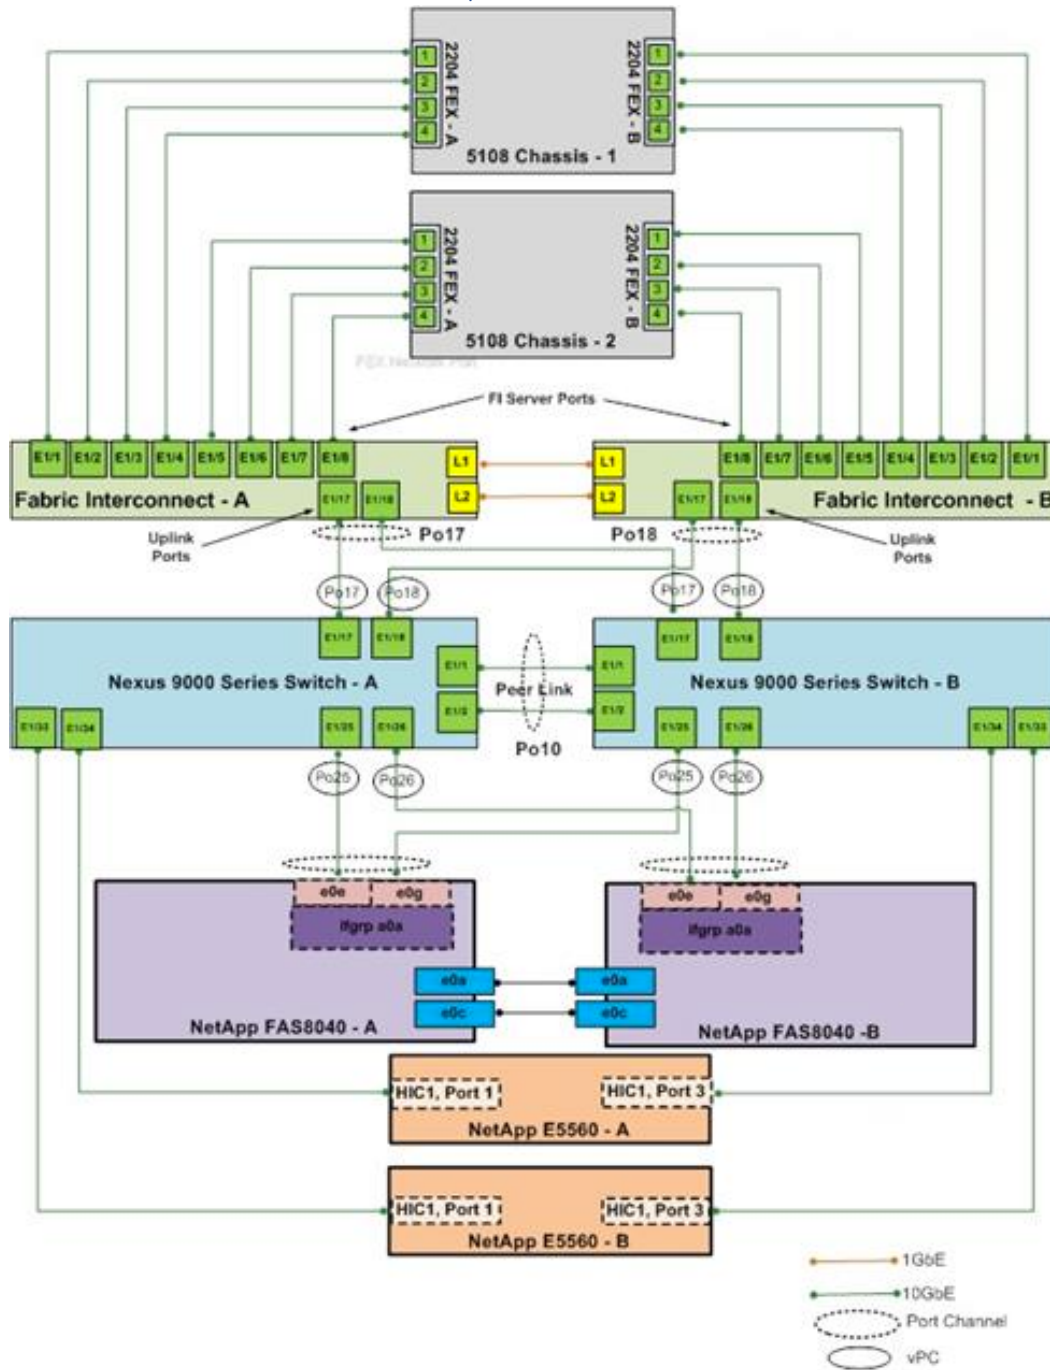 1
2
3
4
2204 FEX - A
1
2
3
4
2204 FEX - B
5108 Chassis - 1
1
2
3
4
2204 FEX - A
1
2
3
4
2204 FEX - B
5108 Chassis - 2
FEX Network Port
FI Server Ports
E1/1 E1/2 E1/3 E1/4 E1/5 E1/6 E1/7 E1/8
L1
L1
E1/8 E1/7 E1/6 E1/5 E1/4 E1/3 E1/2 E1/1
Fabric Interconnect - A
E1/17 E1/18
L2
L2
E1/17 E1/18
Fabric Interconnect - B
Uplink
Ports
Po17
Po18
Uplink
Ports
Po17
Po18
Po17
Po18
E1/17 E1/18
E1/17 E1/18
Nexus 9000 Series Switch - A
E1/1
Peer Link
E1/1
Nexus 9000 Series Switch - B
E1/33 E1/34
E1/25 E1/26
E1/2
E1/2
E1/25 E1/26
E1/34 E1/33
Po10
Po25
Po26
Po25
Po26
e0e
e0g
e0e
e0g
ifgrp a0a
ifgrp a0a
e0a
e0a
e0c
e0c
NetApp FAS8040 - A
NetApp FAS8040 -B
HIC1, Port 1
HIC1, Port 3
NetApp E5560 - A
HIC1, Port 1
HIC1, Port 3
NetApp E5560 - B
1GbE
10GbE
Port Channel
vPC